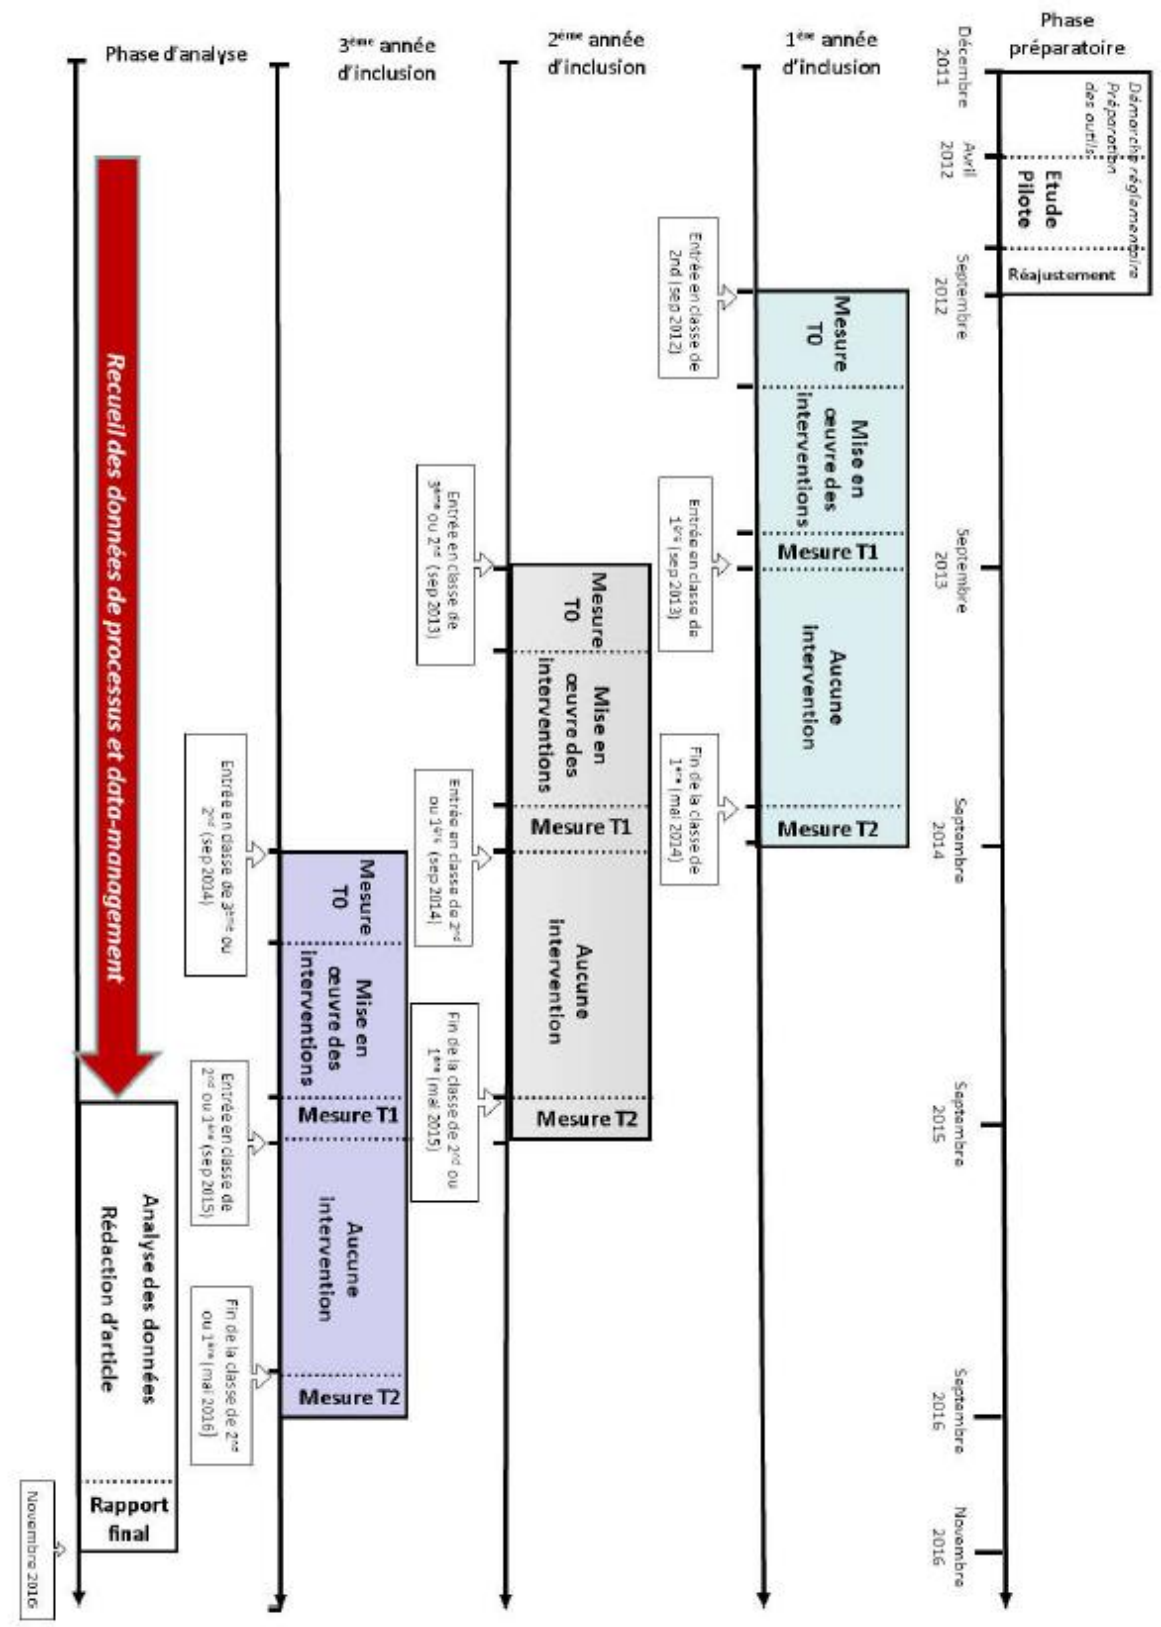 Phase
préparatoire
Démarche réglementaire
Préparation
des outils
Etude
Pilote
Réajustement
Décembre
2011
Avril
2012
Septembre
2012
Septembre
2013
Septembre
2014
Septembre
2015
Septembre
2016
Novembre
2016
1ère année
d'inclusion
Mesure
T0
Mise en
œuvre des
interventions
Mesure T1
Aucune
intervention
Mesure T2
Entrée en classe de
2nd (sep 2012)
Entrée en classe de
1ère (sep 2013)
Fin de la classe de
1ère (mai 2014)
2ème année
d'inclusion
Mesure
T0
Mise en
œuvre des
interventions
Mesure T1
Aucune
intervention
Mesure T2
Entrée en classe de
3ème ou 2nd (sep 2013)
Entrée en classe de 2nd
ou 1ère (sep 2014)
Fin de la classe de 2nd ou
1ère (mai 2015)
3ème année
d'inclusion
Mesure
T0
Mise en
œuvre des
interventions
Mesure T1
Aucune
intervention
Mesure T2
Entrée en classe de 3ème ou
2nd (sep 2014)
Entrée en classe de
2nd ou 1ère (sep 2015)
Fin de la classe de 2nd
ou 1ère (mai 2016)
Phase d'analyse
Recueil des données de processus et data-management
Analyse des données
Rédaction d'article
Rapport
final
Novembre 2016